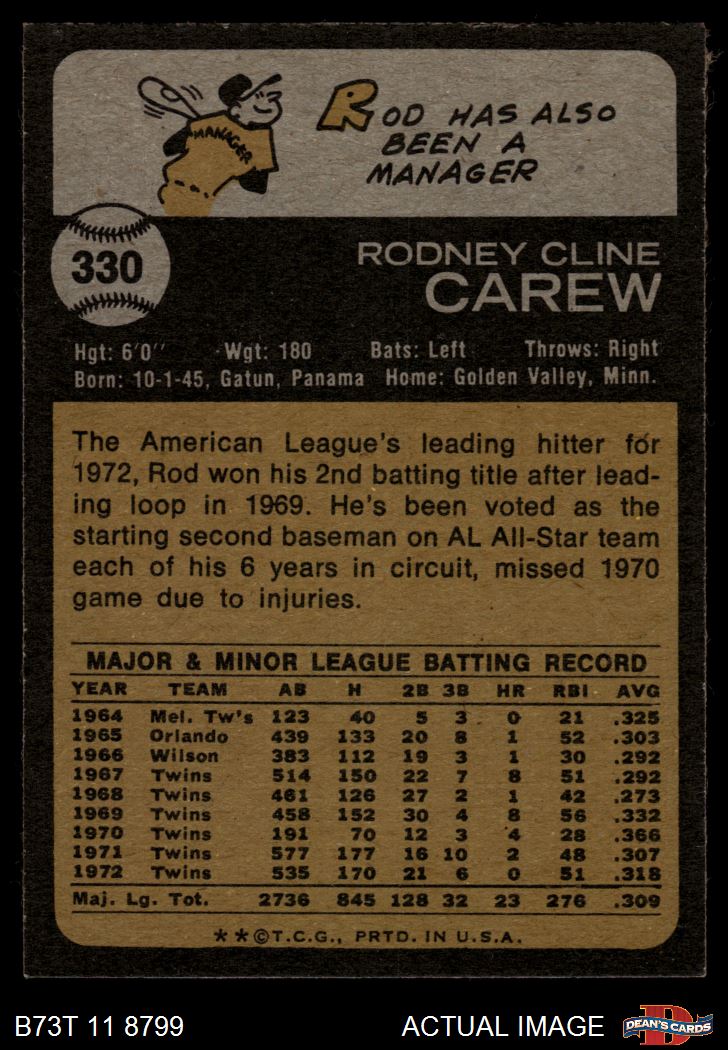 MANAGER
ROD HAS ALSO
BEEN A
MANAGER
330
RODNEY CLINE
CAREW
Hgt: 6'0" Wgt: 180 Bats: Left Throws: Right
Born: 10-1-45, Gatun, Panama Home: Golden Valley, Minn.
The American League's leading hitter for
1972, Rod won his 2nd batting title after lead-
ing loop in 1969. He's been voted as the
starting second baseman on AL All-Star team
each of his 6 years in circuit, missed 1970
game due to injuries.
MAJOR & MINOR LEAGUE BATTING RECORD
YEAR TEAM AB H 2B 3B HR RBI AVG
1964 Mel. Tw's 123 40 5 3 0 21 .325
1965 Orlando 439 133 20 8 1 52 .303
1966 Wilson 383 112 19 3 1 30 .292
1967 Twins 514 150 22 7 8 51 .292
1968 Twins 461 126 27 2 1 42 .273
1969 Twins 458 152 30 4 8 56 .332
1970 Twins 191 70 12 3 4 28 .366
1971 Twins 577 177 16 10 2 48 .307
1972 Twins 535 170 21 6 0 51 .318
Maj. Lg. Tot. 2736 845 128 32 23 276 .309
**©T.C.G., PRTD. IN U.S.A.
B73T 11 8799 ACTUAL IMAGE DEAN'S CARDS